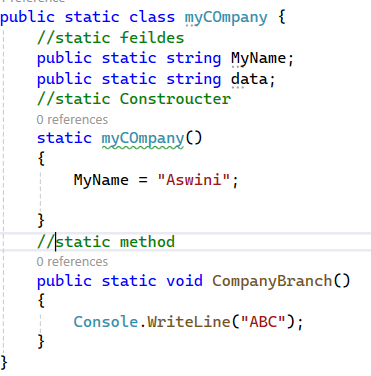 public static class myCOmpany {
//static feildes
public static string MyName;
public static string data;
//static Constroucter
0 references
static myCOmpany()
{
MyName = "Aswini";
}
//static method
0 references
public static void CompanyBranch()
{
Console.WriteLine("ABC");
}
}